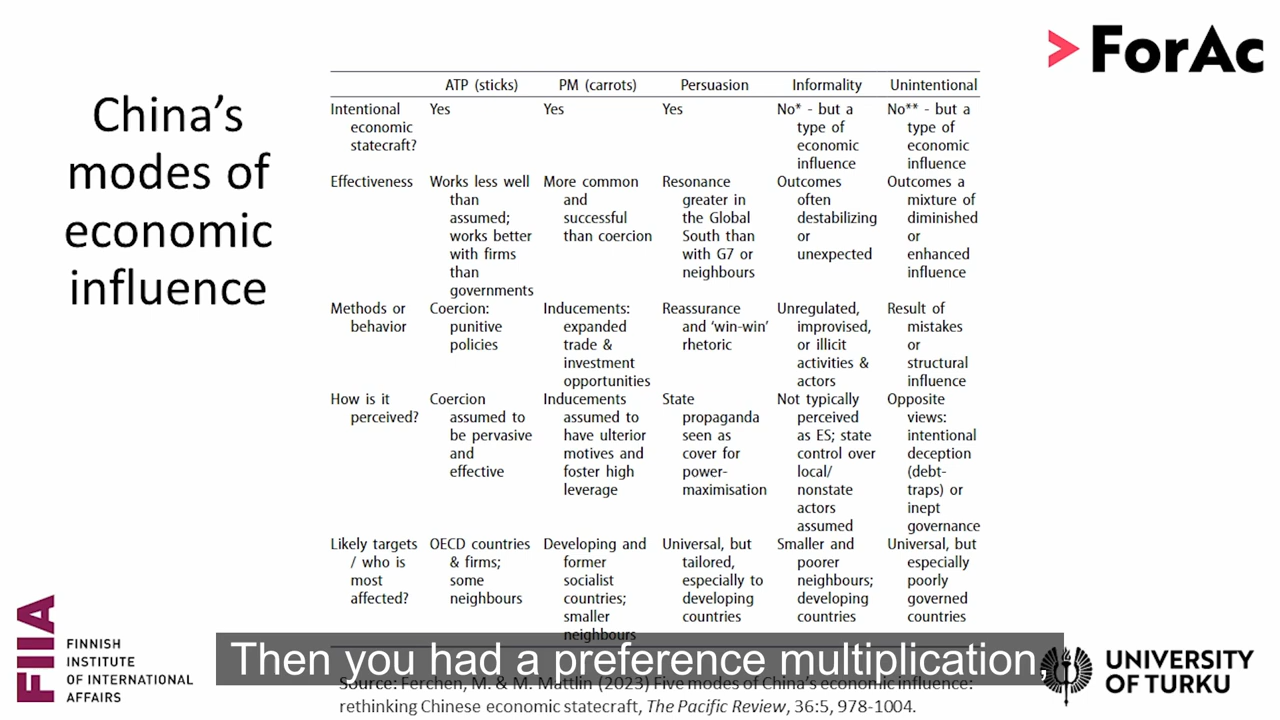 China's
modes of
economic
influence
> ForAc
ATP (sticks) PM (carrots) Persuasion Informality Unintentional
Intentional economic statecraft? Yes Yes Yes No* - but a type of economic influence No** - but a type of economic influence
Effectiveness Works less well than assumed; works better with firms than governments More common and successful than coercion Resonance greater in the Global South than with G7 or neighbours Outcomes often destabilizing or unexpected Outcomes a mixture of diminished or enhanced influence
Methods or behavior Coercion: punitive policies Inducements: expanded trade & investment opportunities Reassurance and 'win-win' rhetoric Unregulated, improvised, or illicit activities & actors Result of mistakes or structural influence
How is it perceived? Coercion assumed to be pervasive and effective Inducements assumed to have ulterior motives and foster high leverage State propaganda seen as cover for power-maximisation Not typically perceived as ES; state control over local/ nonstate actors assumed Opposite views: intentional deception (debt-traps) or inept governance
Likely targets / who is most affected? OECD countries & firms; some neighbours Developing and former socialist countries; smaller neighbours Universal, but tailored, especially to developing countries Smaller and poorer neighbours; developing countries Universal, but especially poorly governed countries
Then you had a preference multiplication,
Source: Ferchen, M. & M. Mattlin (2023) Five modes of China's economic influence:
rethinking Chinese economic statecraft, The Pacific Review, 36:5, 978-1004.
FIIA
FINNISH
INSTITUTE
OF INTERNATIONAL
AFFAIRS
UNIVERSITY
OF TURKU